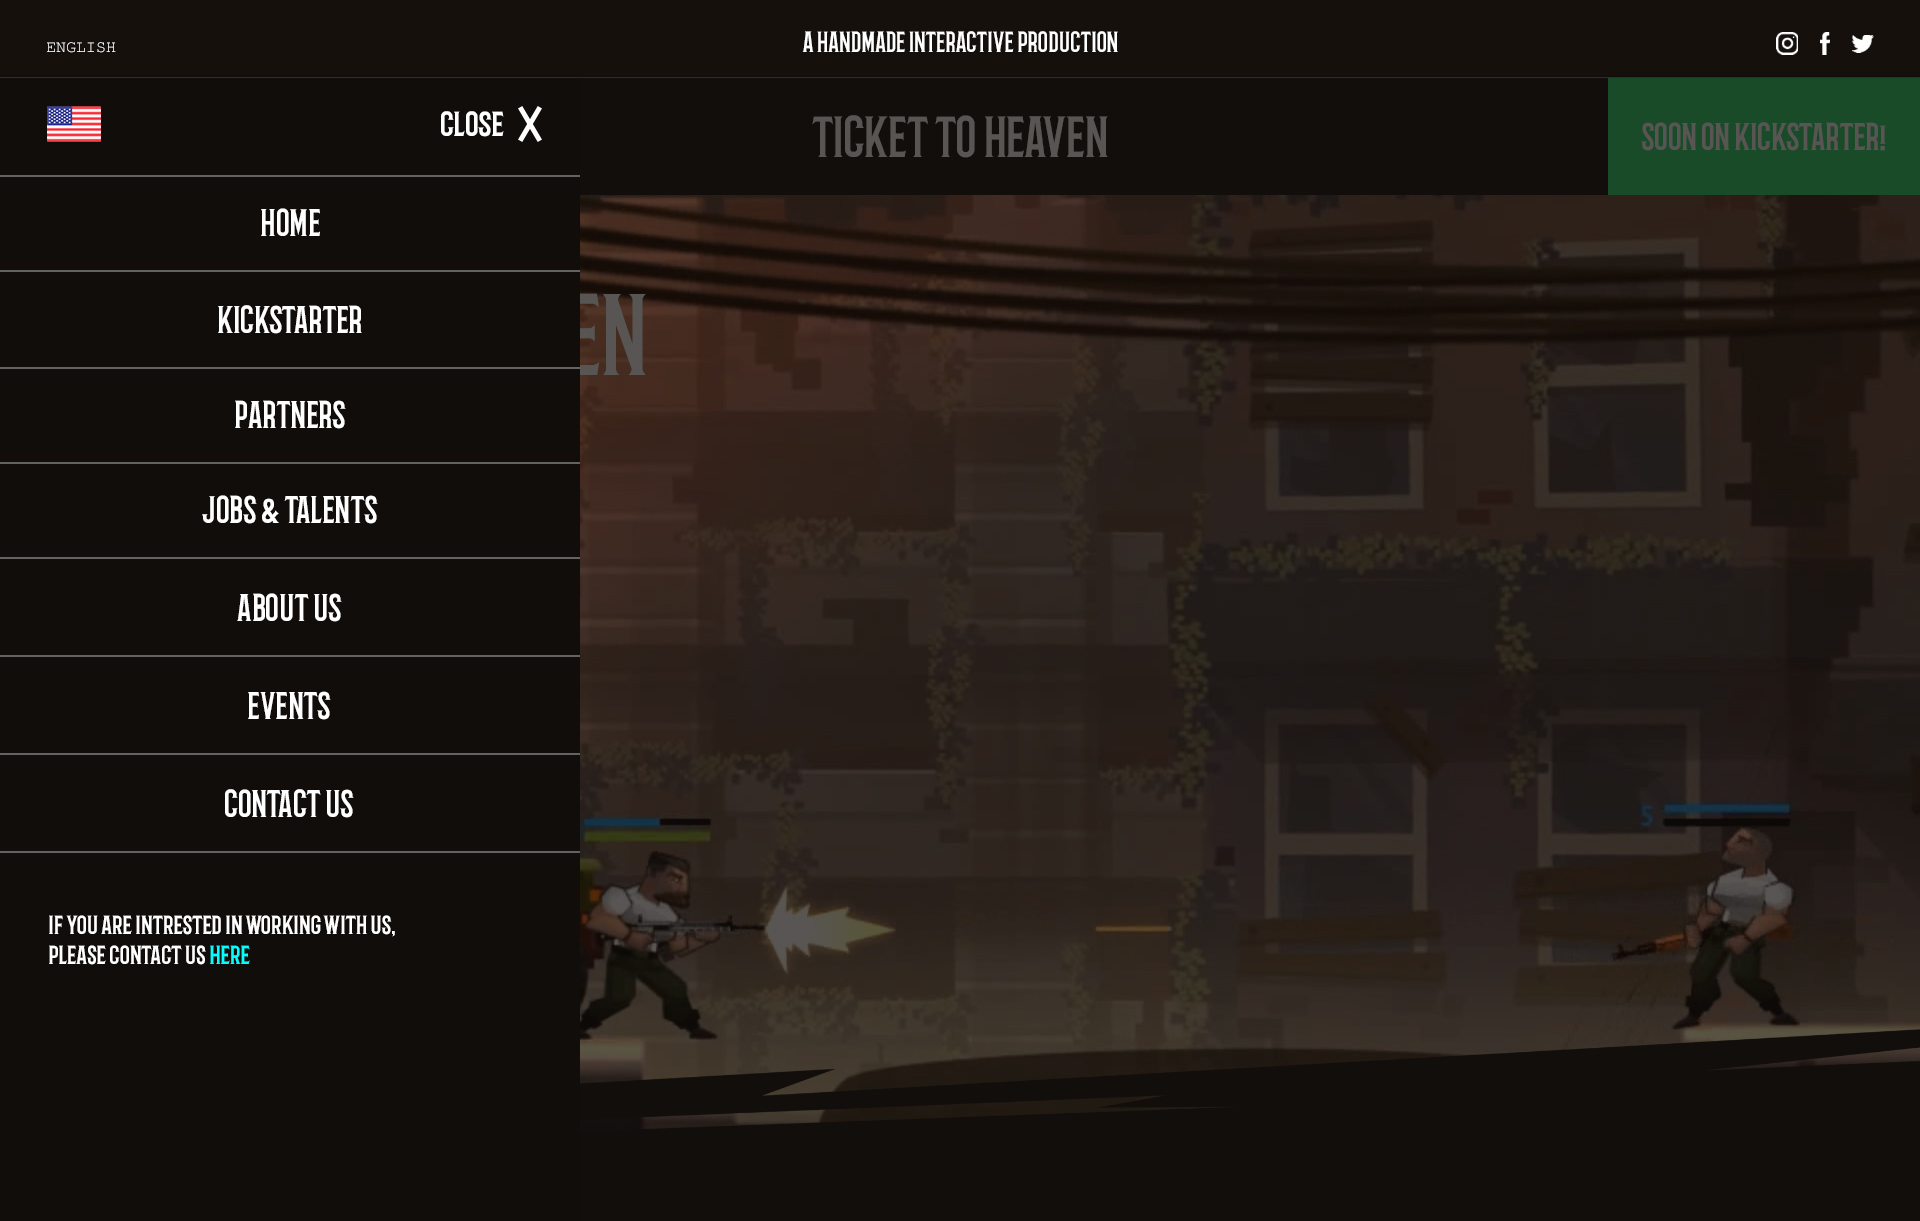 ENGLISH
A HANDMADE INTERACTIVE PRODUCTION
CLOSE X
TICKET TO HEAVEN
SOON ON KICKSTARTER!
HOME
EN
KICKSTARTER
PARTNERS
JOBS & TALENTS
ABOUT US
EVENTS
CONTACT US
5
IF YOU ARE INTRESTED IN WORKING WITH US,
PLEASE CONTACT US HERE